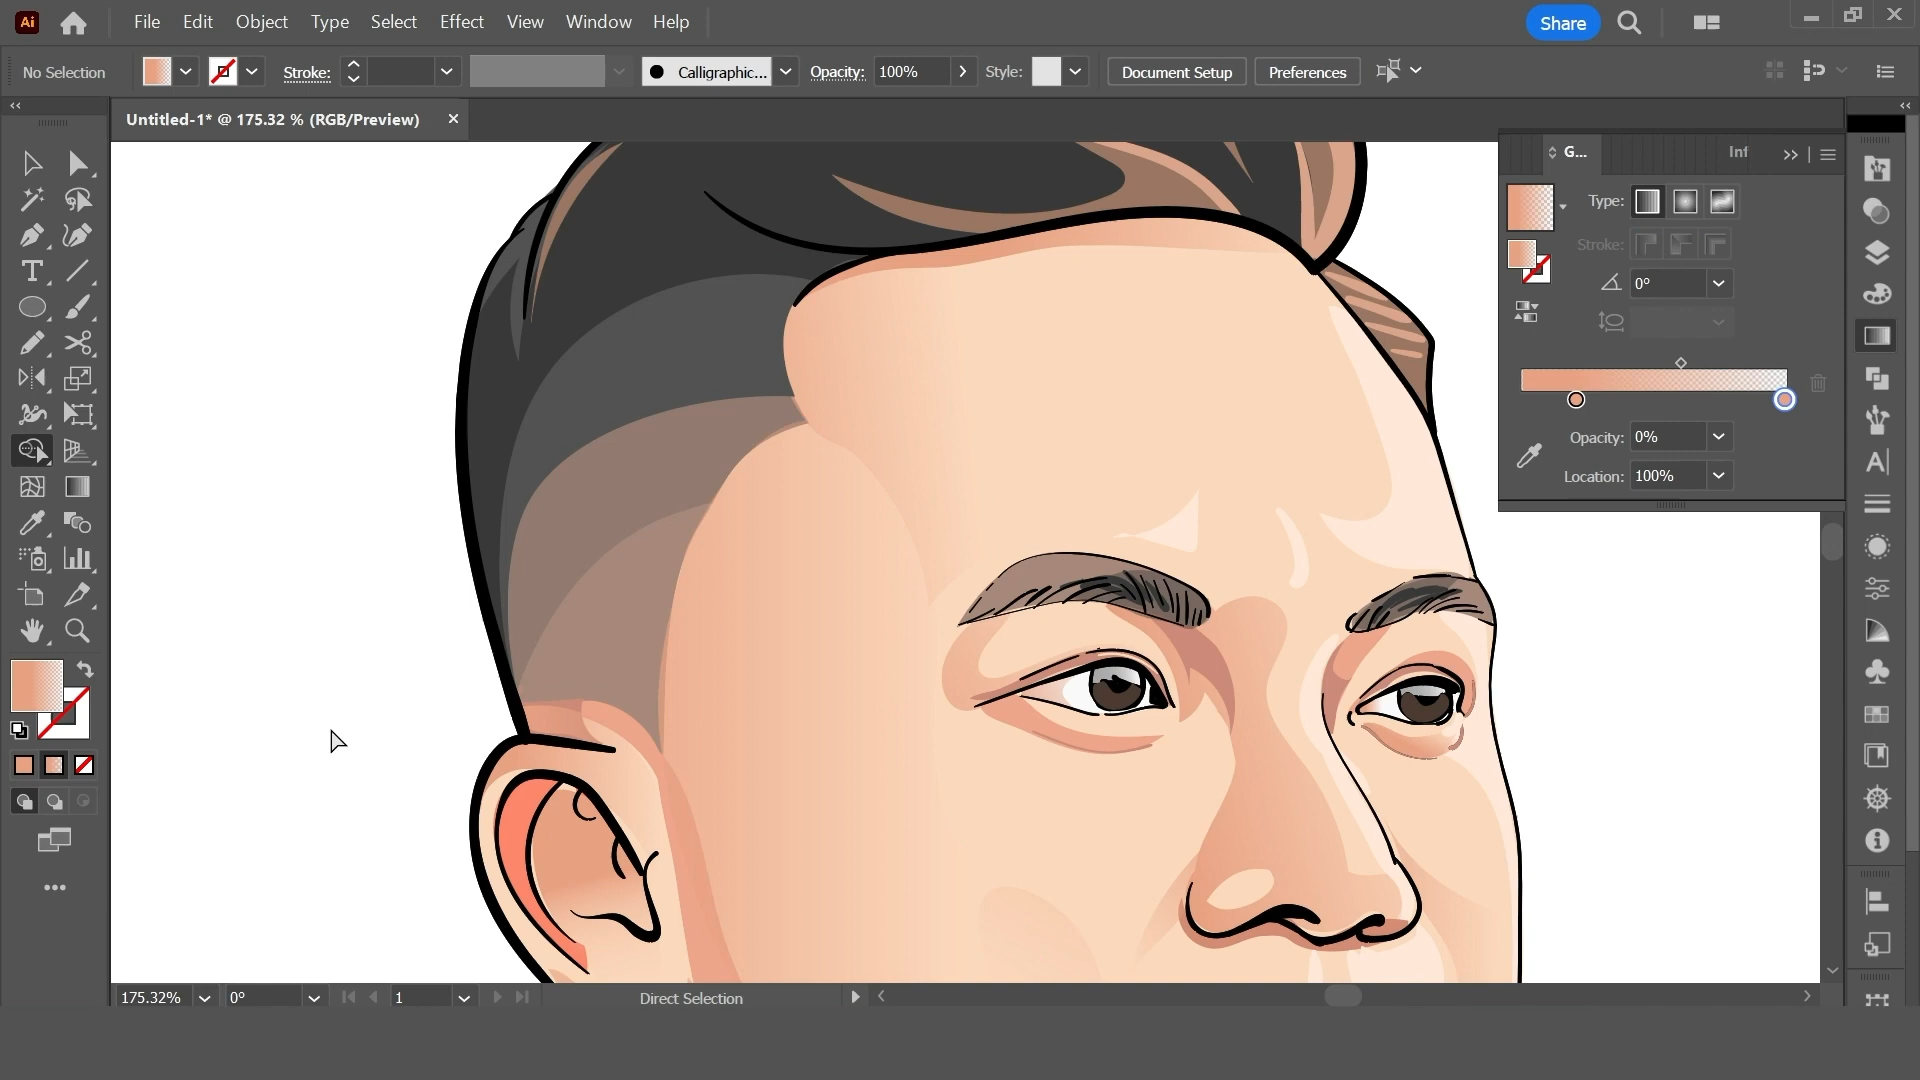 Ai File Edit Object Type Select Effect View Window Help Share
No Selection Stroke: Calligraphic... Opacity: 100% Style: Document Setup Preferences
Untitled-1* @ 175.32 % (RGB/Preview)
G... Inf
Type:
Stroke:
0°
Opacity: 0%
Location: 100%
175.32% 0° 1 Direct Selection